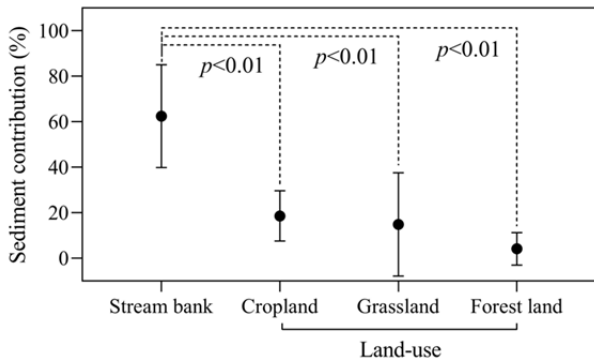 Sediment contribution (%)
100
80
60
40
20
0
p<0.01
p<0.01
p<0.01
Stream bank
Cropland
Grassland
Forest land
Land-use